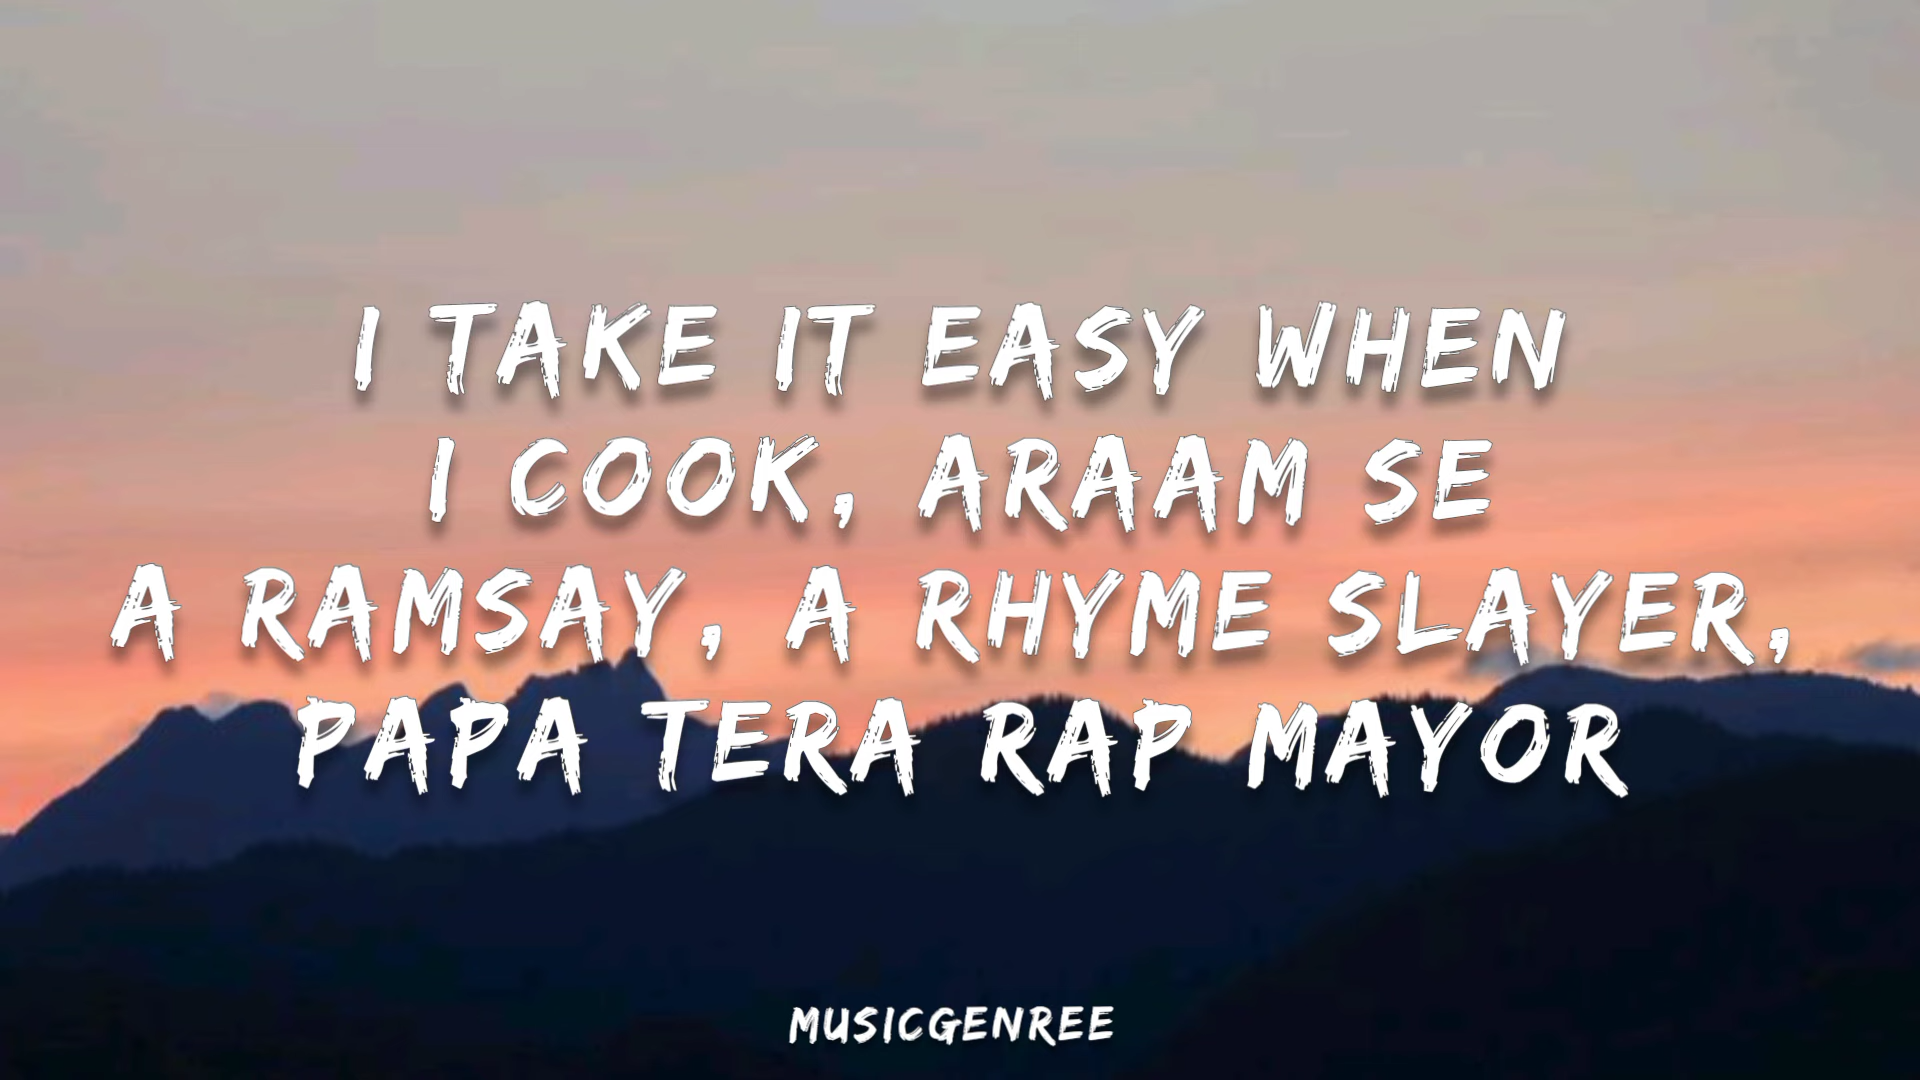 I TAKE IT EASY WHEN
I COOK, ARAAM SE
A RAMSAY, A RHYME SLAYER,
PAPA TERA RAP MAYOR
MUSICGENREE